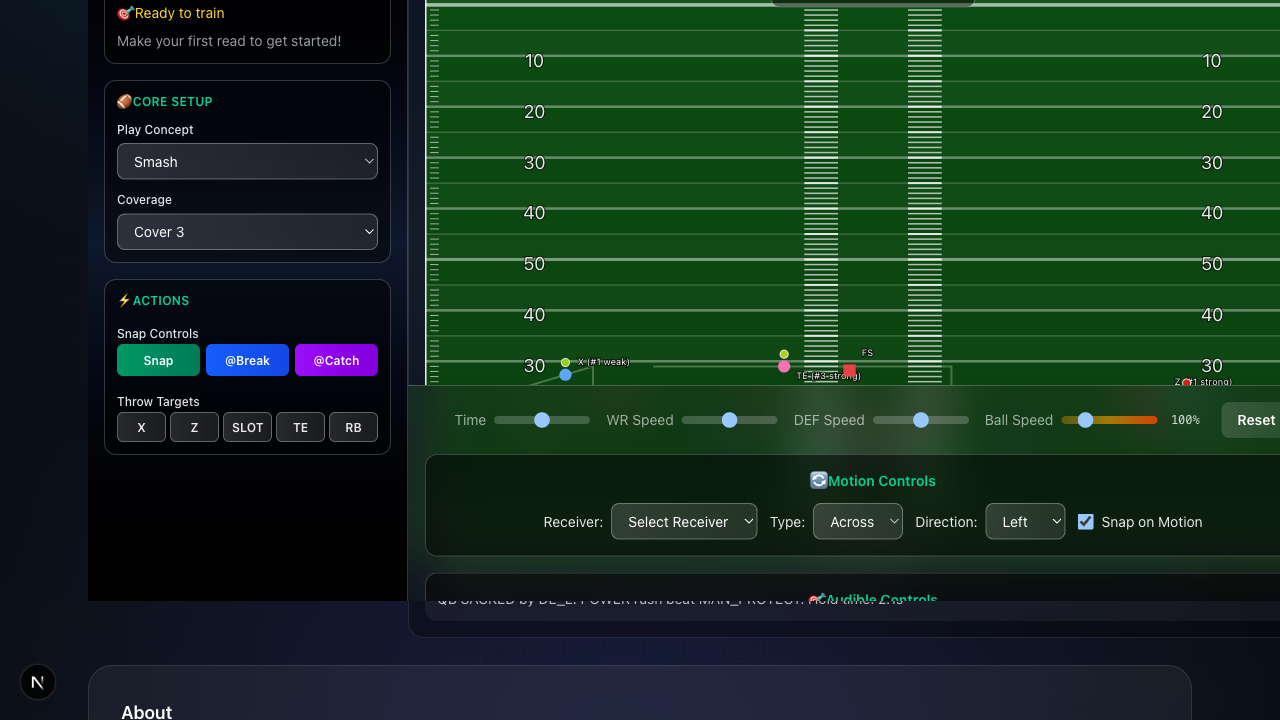 🎯Ready to train
Make your first read to get started!
🏈CORE SETUP
Play Concept
Smash
Coverage
Cover 3
⚡ACTIONS
Snap Controls
Snap @Break @Catch
Throw Targets
X Z SLOT TE RB
10 10
20 20
30 30
40 40
50 50
40 40
30 30
FS
X (#1 weak)
TE (#3 strong)
Z (#1 strong)
Time WR Speed DEF Speed Ball Speed 100% Reset
🔄Motion Controls
Receiver: Select Receiver Type: Across Direction: Left Snap on Motion
🎯Audible Controls
QB SACKED by DE_L: POWER rush beat MAN_PROTECT.
N
About